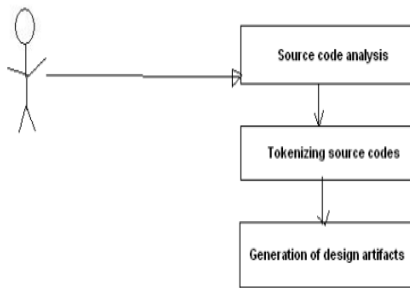 Source code analysis
Tokenizing source codes
Generation of design artifacts